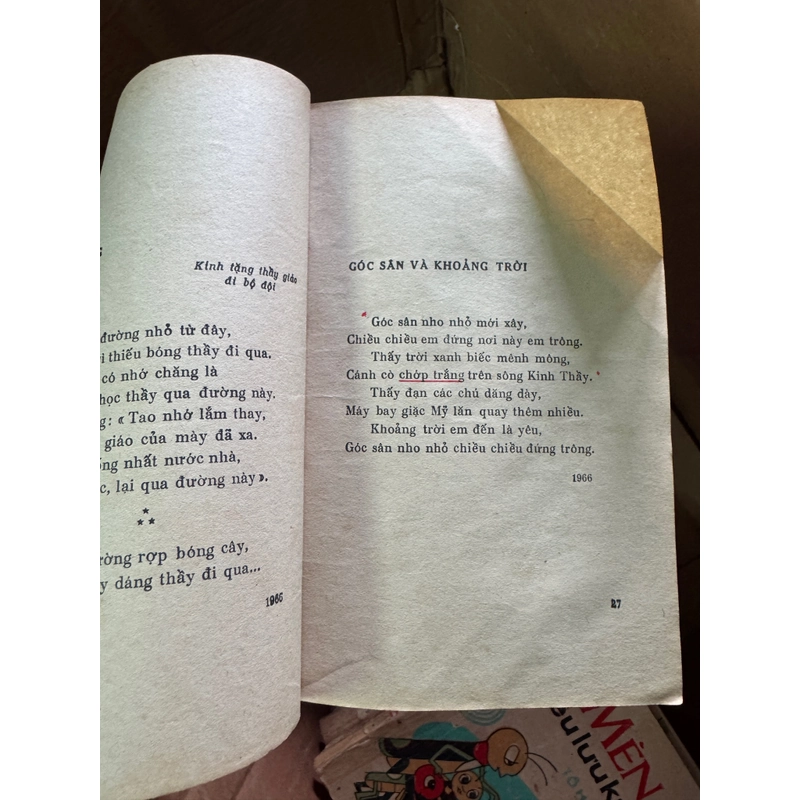 Kính tặng thầy giáo
đi bộ đội
đường nhỏ từ đây,
thiếu bóng thầy đi qua.
có nhớ chăng là
học thầy qua đường này.
: « Tao nhớ lắm thay,
giáo của mày đã xa.
nhất nước nhà,
lại qua đường này ».
rợp bóng cây,
dáng thầy đi qua...
1966
GÓC SÂN VÀ KHOẢNG TRỜI
Góc sân nho nhỏ mới xây,
Chiều chiều em đứng nơi này em trông.
Thấy trời xanh biếc mênh mông,
Cánh cò chớp trắng trên sông Kinh Thầy.
Thấy đạn các chú dăng dày,
Máy bay giặc Mỹ lăn quay thêm nhiều.
Khoảng trời em đến là yêu,
Góc sân nho nhỏ chiều chiều đứng trông.
1966
27
MÈN
TÔ